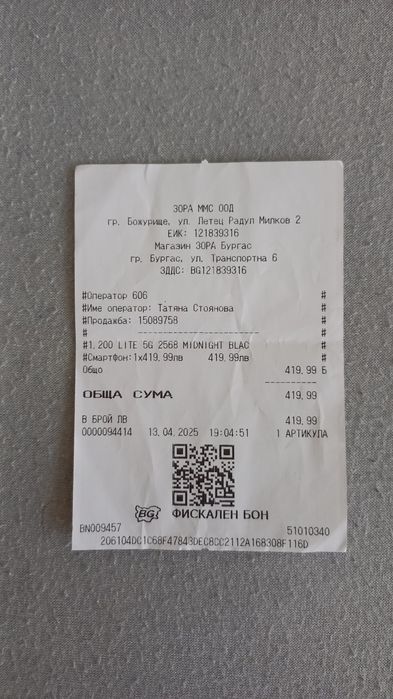 ЗОРА ММС ООД
гр. Божурище, ул. Летец Радул Милков 2
ЕИК: 121839316
Магазин ЗОРА Бургас
гр. Бургас, ул. Транспортна 6
ЗДДС: BG121839316
#Оператор 606 #
#Име оператор: Татяна Стоянова #
#Продажба: 15089758 #
# ------------------------- #
#1, 200 LITE 5G 2568 MIDNIGHT BLAC #
#Смартфон:1x419.99лв 419.99лв #
Общо 419.99 Б
----------
ОБЩА СУМА 419.99
В БРОЙ ЛВ 419.99
0000094414 13.04.2025 19:04:51 1 АРТИКУЛА
BG ФИСКАЛЕН БОН
BN009457 51010340
206104DC1C68F47843DEC8CC2112A168308F116D